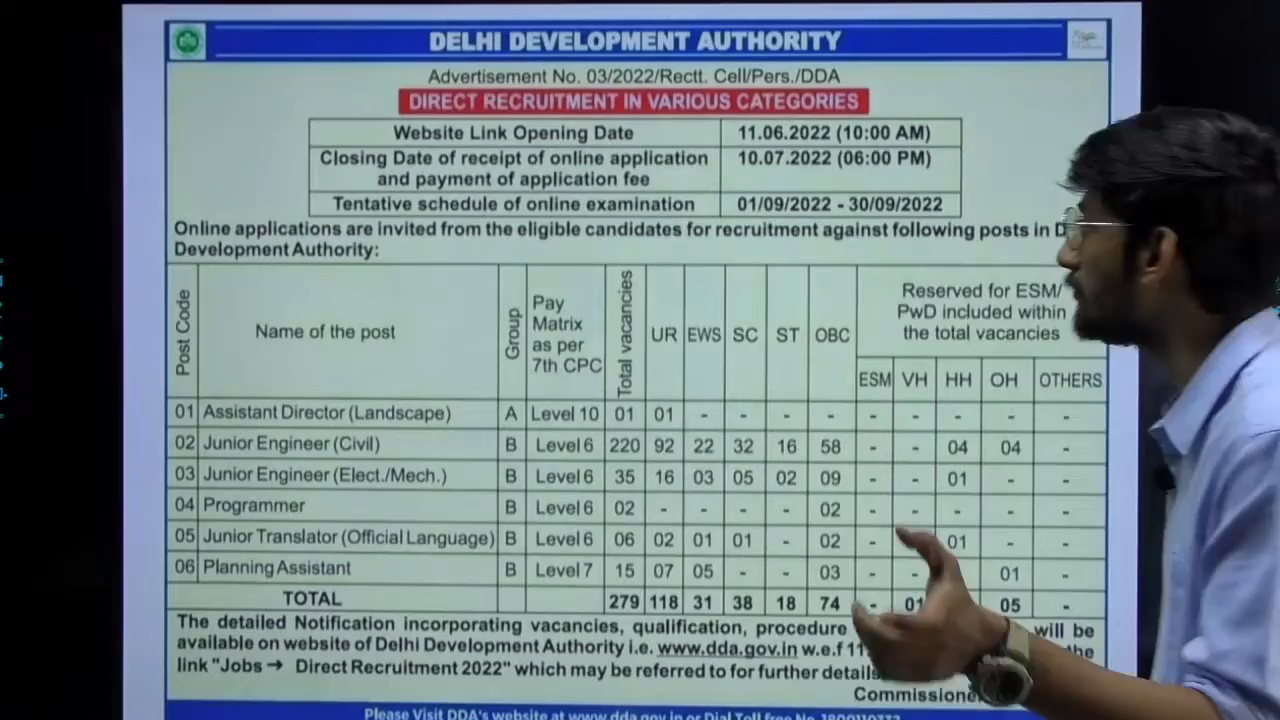 DELHI DEVELOPMENT AUTHORITY
Advertisement No. 03/2022/Rectt. Cell/Pers./DDA
DIRECT RECRUITMENT IN VARIOUS CATEGORIES
Website Link Opening Date 11.06.2022 (10:00 AM)
Closing Date of receipt of online application and payment of application fee 10.07.2022 (06:00 PM)
Tentative schedule of online examination 01/09/2022 - 30/09/2022
Online applications are invited from the eligible candidates for recruitment against following posts in
Development Authority:
Post Code Name of the post Group Pay Matrix as per 7th CPC Total vacancies UR EWS SC ST OBC Reserved for ESM/ PwD included within the total vacancies
ESM VH HH OH OTHERS
01 Assistant Director (Landscape) A Level 10 01 01 - - - - - - - - -
02 Junior Engineer (Civil) B Level 6 220 92 22 32 16 58 - - 04 04 -
03 Junior Engineer (Elect./Mech.) B Level 6 35 16 03 05 02 09 - - 01 - -
04 Programmer B Level 6 02 - - - - 02 - - - - -
05 Junior Translator (Official Language) B Level 6 06 02 01 01 - 02 - 01 - -
06 Planning Assistant B Level 7 15 07 05 - - 03 - - 01 -
TOTAL 279 118 31 38 18 74 - 01 05 -
The detailed Notification incorporating vacancies, qualification, procedure will be
available on website of Delhi Development Authority i.e. www.dda.gov.in w.e.f 11 the
link "Jobs → Direct Recruitment 2022" which may be referred to for further details
Please Visit DDA's website at www.dda.gov.in or Dial Toll free No.